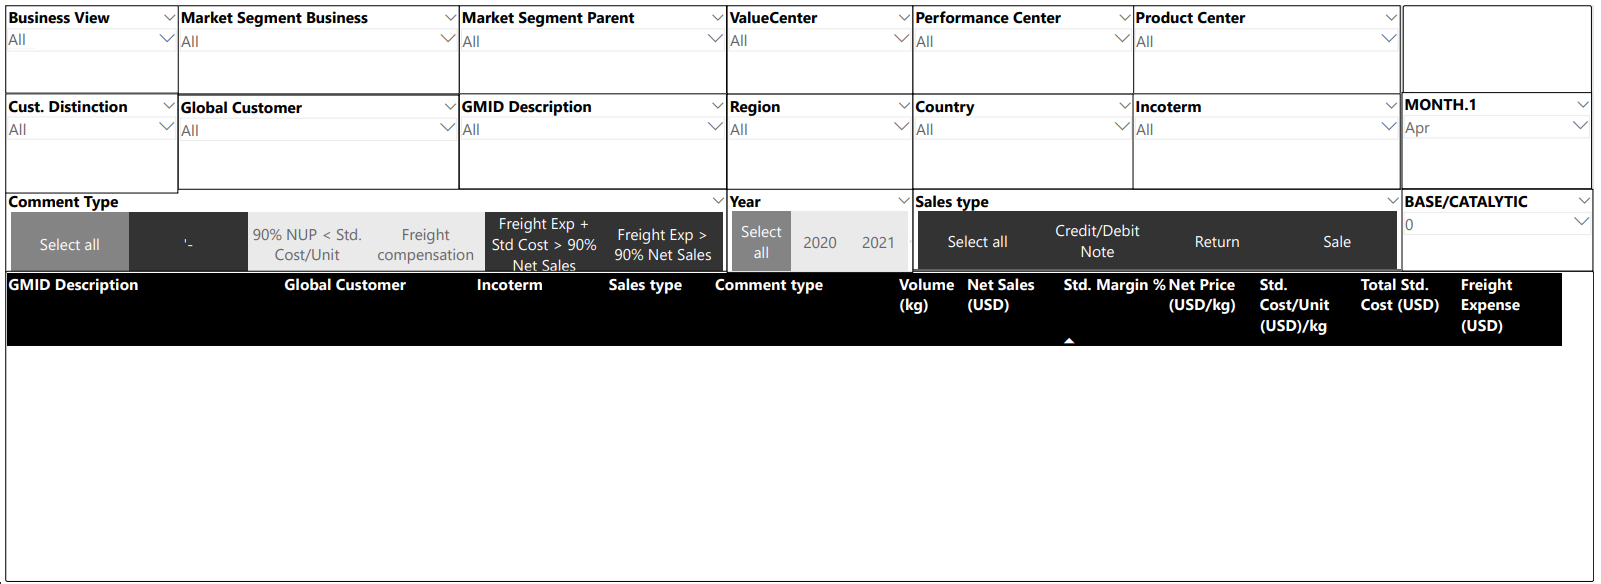 Business View
Market Segment Business
Market Segment Parent
ValueCenter
Performance Center
Product Center
All
All
All
All
All
All
Cust. Distinction
Global Customer
GMID Description
Region
Country
Incoterm
MONTH.1
All
All
All
All
All
All
Apr
Comment Type
Year
Sales type
BASE/CATALYTIC
Select all
'-
90% NUP < Std.
Cost/Unit
Freight
compensation
Freight Exp +
Std Cost > 90%
Net Sales
Freight Exp >
90% Net Sales
Select
all
2020
2021
Select all
Credit/Debit
Note
Return
Sale
0
GMID Description
Global Customer
Incoterm
Sales type
Comment type
Volume
(kg)
Net Sales
(USD)
Std. Margin %
Net Price
(USD/kg)
Std.
Cost/Unit
(USD)/kg
Total Std.
Cost (USD)
Freight
Expense
(USD)